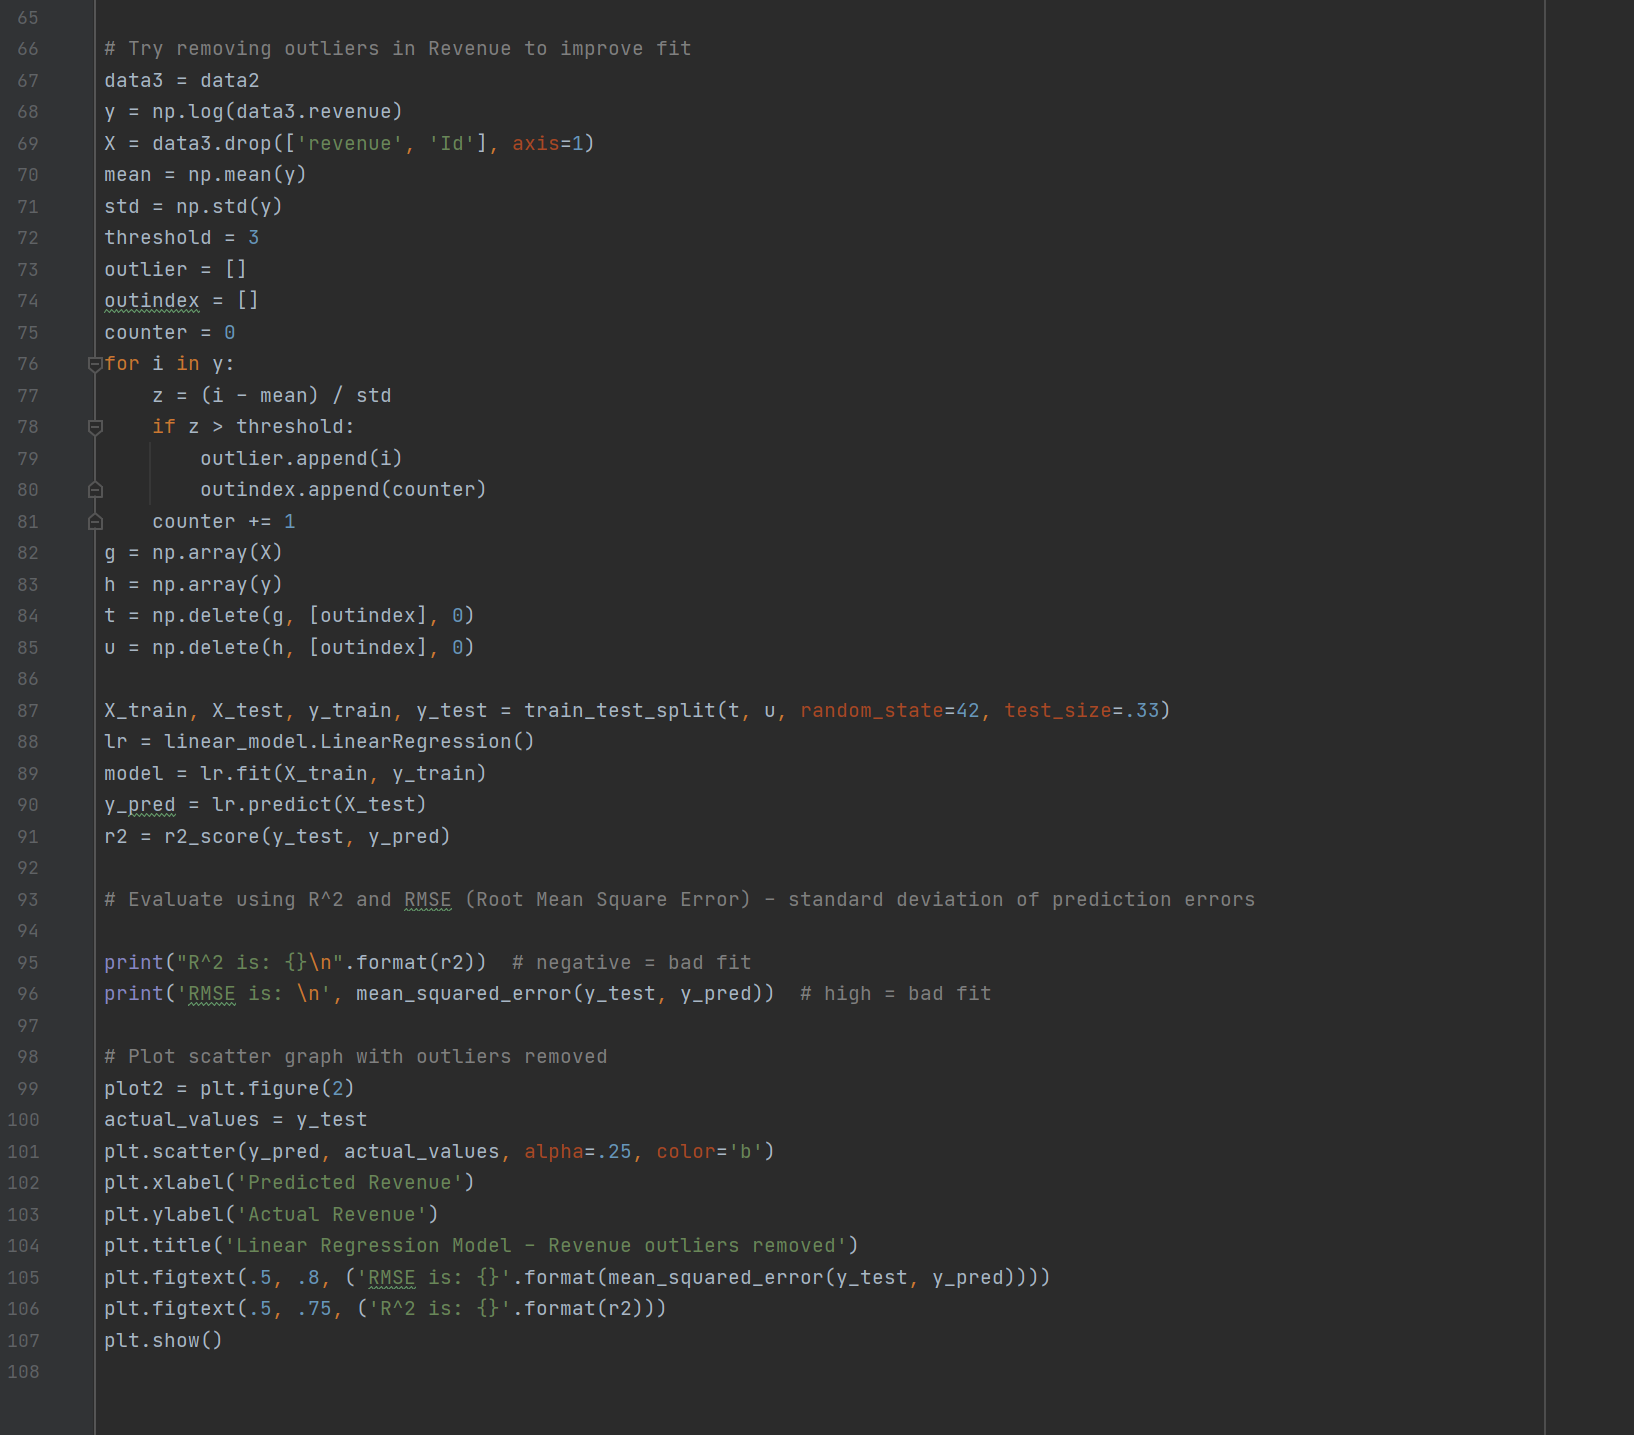 65
66 # Try removing outliers in Revenue to improve fit
67 data3 = data2
68 y = np.log(data3.revenue)
69 X = data3.drop(['revenue', 'Id'], axis=1)
70 mean = np.mean(y)
71 std = np.std(y)
72 threshold = 3
73 outlier = []
74 outindex = []
75 counter = 0
76 for i in y:
77     z = (i - mean) / std
78     if z > threshold:
79         outlier.append(i)
80         outindex.append(counter)
81     counter += 1
82 g = np.array(X)
83 h = np.array(y)
84 t = np.delete(g, [outindex], 0)
85 u = np.delete(h, [outindex], 0)
86
87 X_train, X_test, y_train, y_test = train_test_split(t, u, random_state=42, test_size=.33)
88 lr = linear_model.LinearRegression()
89 model = lr.fit(X_train, y_train)
90 y_pred = lr.predict(X_test)
91 r2 = r2_score(y_test, y_pred)
92
93 # Evaluate using R^2 and RMSE (Root Mean Square Error) - standard deviation of prediction errors
94
95 print("R^2 is: {}\n".format(r2))  # negative = bad fit
96 print('RMSE is: \n', mean_squared_error(y_test, y_pred))  # high = bad fit
97
98 # Plot scatter graph with outliers removed
99 plot2 = plt.figure(2)
100 actual_values = y_test
101 plt.scatter(y_pred, actual_values, alpha=.25, color='b')
102 plt.xlabel('Predicted Revenue')
103 plt.ylabel('Actual Revenue')
104 plt.title('Linear Regression Model - Revenue outliers removed')
105 plt.figtext(.5, .8, ('RMSE is: {}'.format(mean_squared_error(y_test, y_pred))))
106 plt.figtext(.5, .75, ('R^2 is: {}'.format(r2)))
107 plt.show()
108